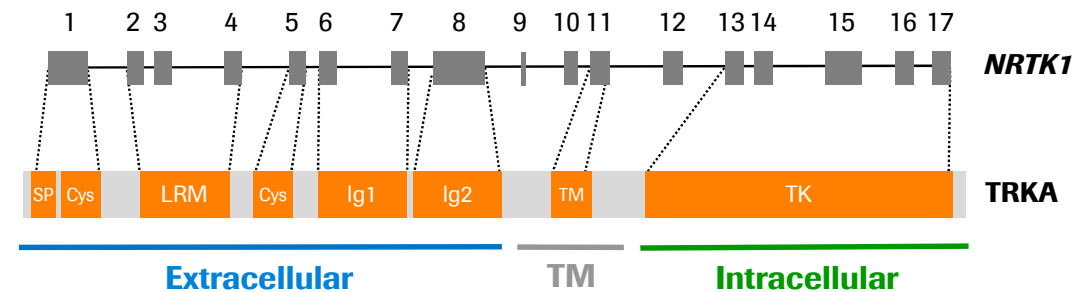 1 2 3 4 5 6 7 8 9 10 11 12 13 14 15 16 17
NRTK1
SP Cys LRM Cys Ig1 Ig2 TM TK TRKA
Extracellular TM Intracellular